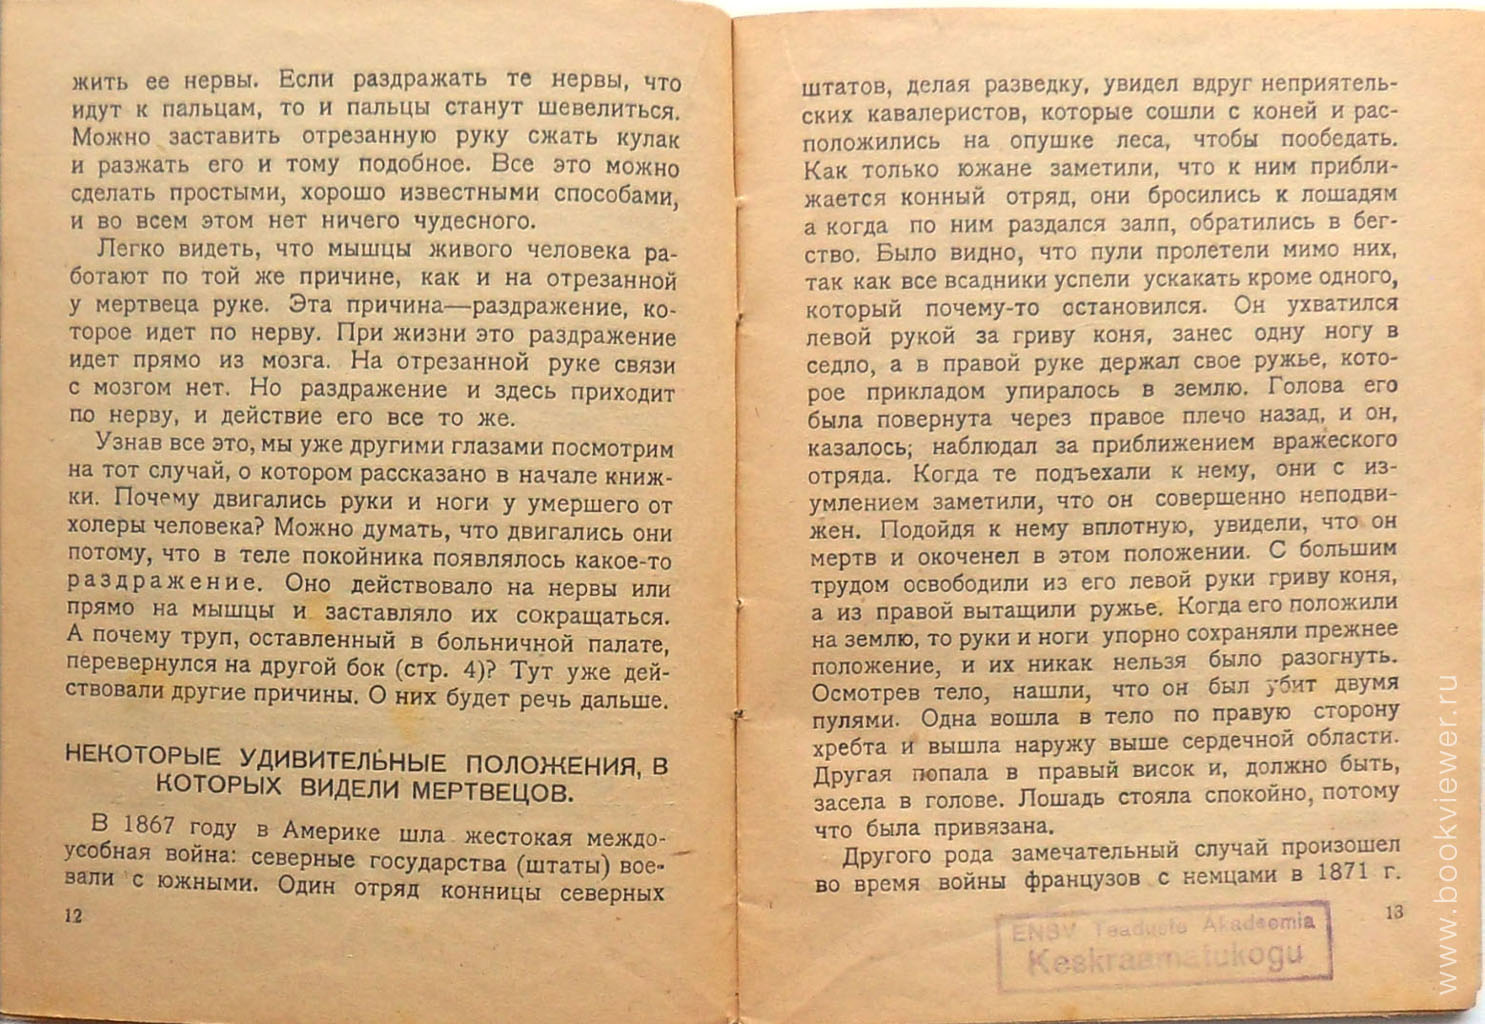 жить ее нервы. Если раздражать те нервы, что
идут к пальцам, то и пальцы станут шевелиться.
Можно заставить отрезанную руку сжать кулак
и разжать его и тому подобное. Все это можно
сделать простыми, хорошо известными способами,
и во всем этом нет ничего чудесного.
Легко видеть, что мышцы живого человека ра-
ботают по той же причине, как и на отрезанной
у мертвеца руке. Эта причина—раздражение, ко-
торое идет по нерву. При жизни это раздражение
идет прямо из мозга. На отрезанной руке связи
с мозгом нет. Но раздражение и здесь приходит
по нерву, и действие его все то же.
Узнав все это, мы уже другими глазами посмотрим
на тот случай, о котором рассказано в начале книж-
ки. Почему двигались руки и ноги у умершего от
холеры человека? Можно думать, что двигались они
потому, что в теле покойника появлялось какое-то
раздражение. Оно действовало на нервы или
прямо на мышцы и заставляло их сокращаться.
А почему труп, оставленный в больничной палате,
перевернулся на другой бок (стр. 4)? Тут уже дей-
ствовали другие причины. О них будет речь дальше.
НЕКОТОРЫЕ УДИВИТЕЛЬНЫЕ ПОЛОЖЕНИЯ, В
КОТОРЫХ ВИДЕЛИ МЕРТВЕЦОВ.
В 1867 году в Америке шла жестокая междо-
усобная война: северные государства (штаты) вое-
вали с южными. Один отряд конницы северных
12
штатов, делая разведку, увидел вдруг неприятель-
ских кавалеристов, которые сошли с коней и рас-
положились на опушке леса, чтобы пообедать.
Как только южане заметили, что к ним прибли-
жается конный отряд, они бросились к лошадям
а когда по ним раздался залп, обратились в бег-
ство. Было видно, что пули пролетели мимо них,
так как все всадники успели ускакать кроме одного,
который почему-то остановился. Он ухватился
левой рукой за гриву коня, занес одну ногу в
седло, а в правой руке держал свое ружье, кото-
рое прикладом упиралось в землю. Голова его
была повернута через правое плечо назад, и он,
казалось; наблюдал за приближением вражеского
отряда. Когда те подъехали к нему, они с из-
умлением заметили, что он совершенно неподви-
жен. Подойдя к нему вплотную, увидели, что он
мертв и окоченел в этом положении. С большим
трудом освободили из его левой руки гриву коня,
а из правой вытащили ружье. Когда его положили
на землю, то руки и ноги упорно сохраняли прежнее
положение, и их никак нельзя было разогнуть.
Осмотрев тело, нашли, что он был убит двумя
пулями. Одна вошла в тело по правую сторону
хребта и вышла наружу выше сердечной области.
Другая попала в правый висок и, должно быть,
засела в голове. Лошадь стояла спокойно, потому
что была привязана.
Другого рода замечательный случай произошел
во время войны французов с немцами в 1871 г.
13
ENSV Teaduste Akadeemia
Keskraamatukogu
www.bookviewer.ru